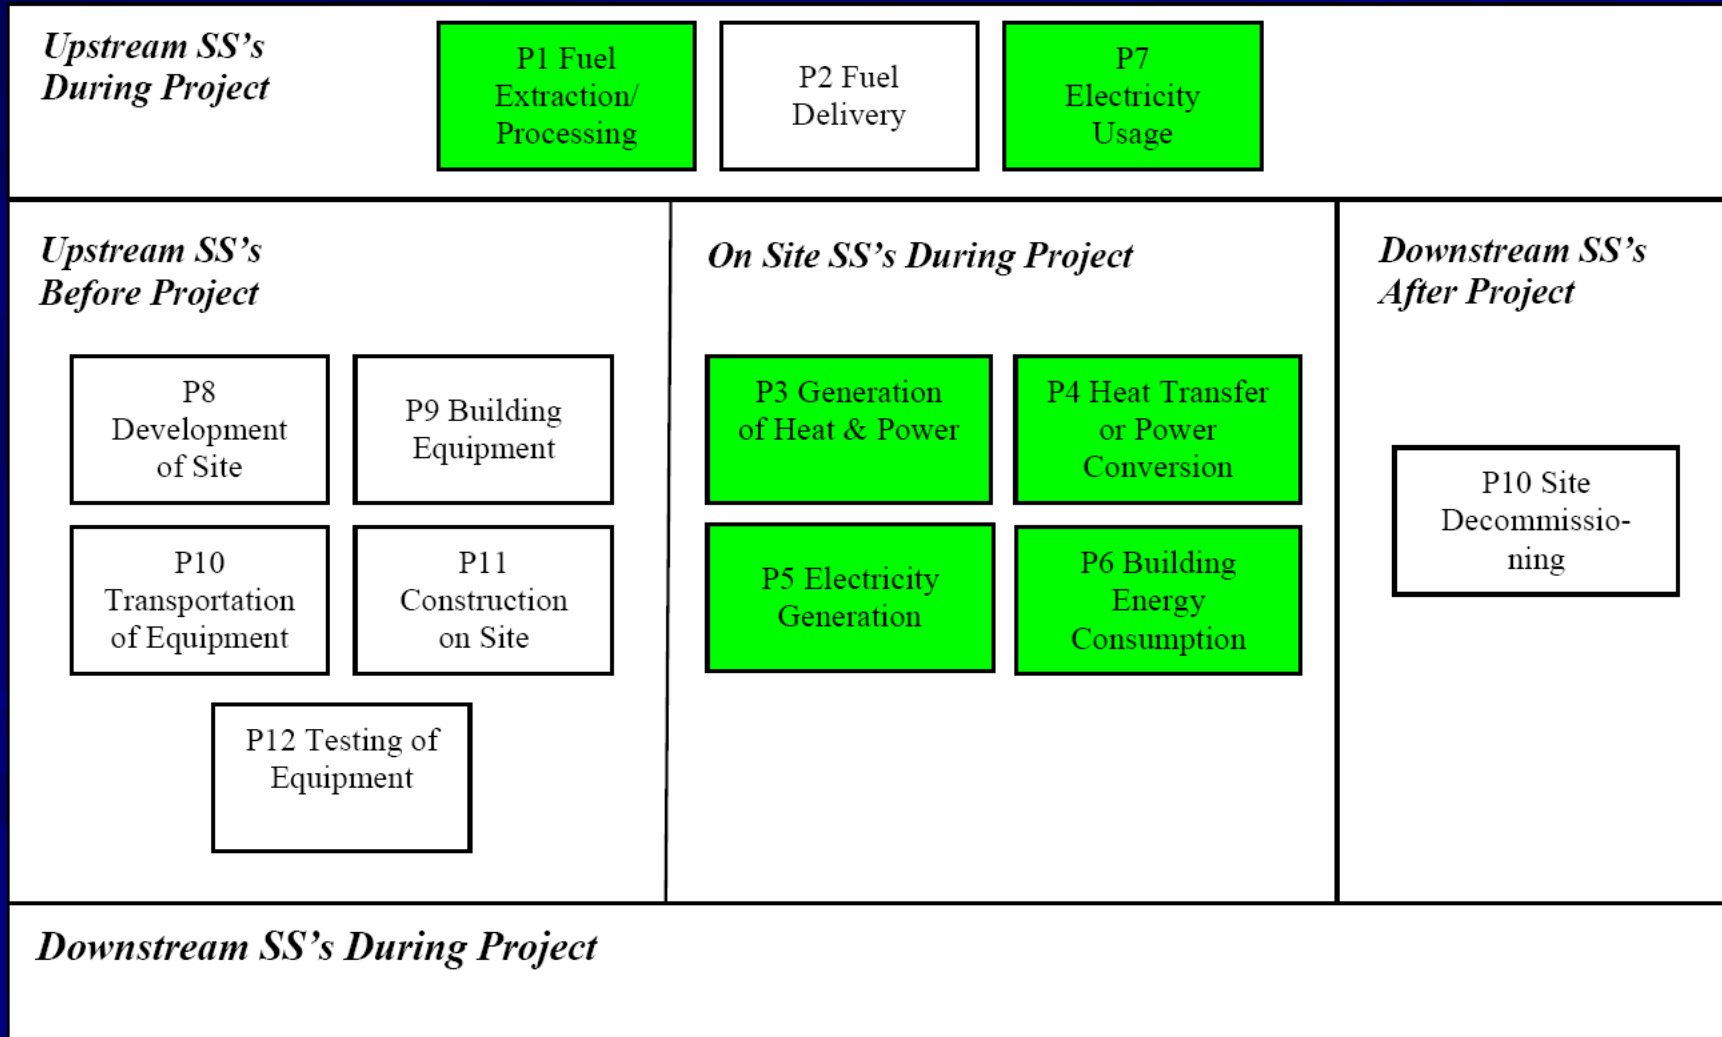 Upstream SS’s
During Project
P1 Fuel
Extraction/
Processing
P2 Fuel
Delivery
P7
Electricity
Usage
Upstream SS’s
Before Project
P8
Development
of Site
P9 Building
Equipment
P10
Transportation
of Equipment
P11
Construction
on Site
P12 Testing of
Equipment
On Site SS’s During Project
P3 Generation
of Heat & Power
P4 Heat Transfer
or Power
Conversion
P5 Electricity
Generation
P6 Building
Energy
Consumption
Downstream SS’s
After Project
P10 Site
Decommissio-
ning
Downstream SS’s During Project